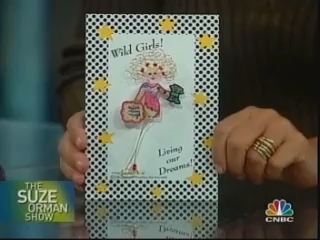 Wild Girls!
Living
our
Dreams!
THE
SUZE
ORMAN
SHOW
CNBC